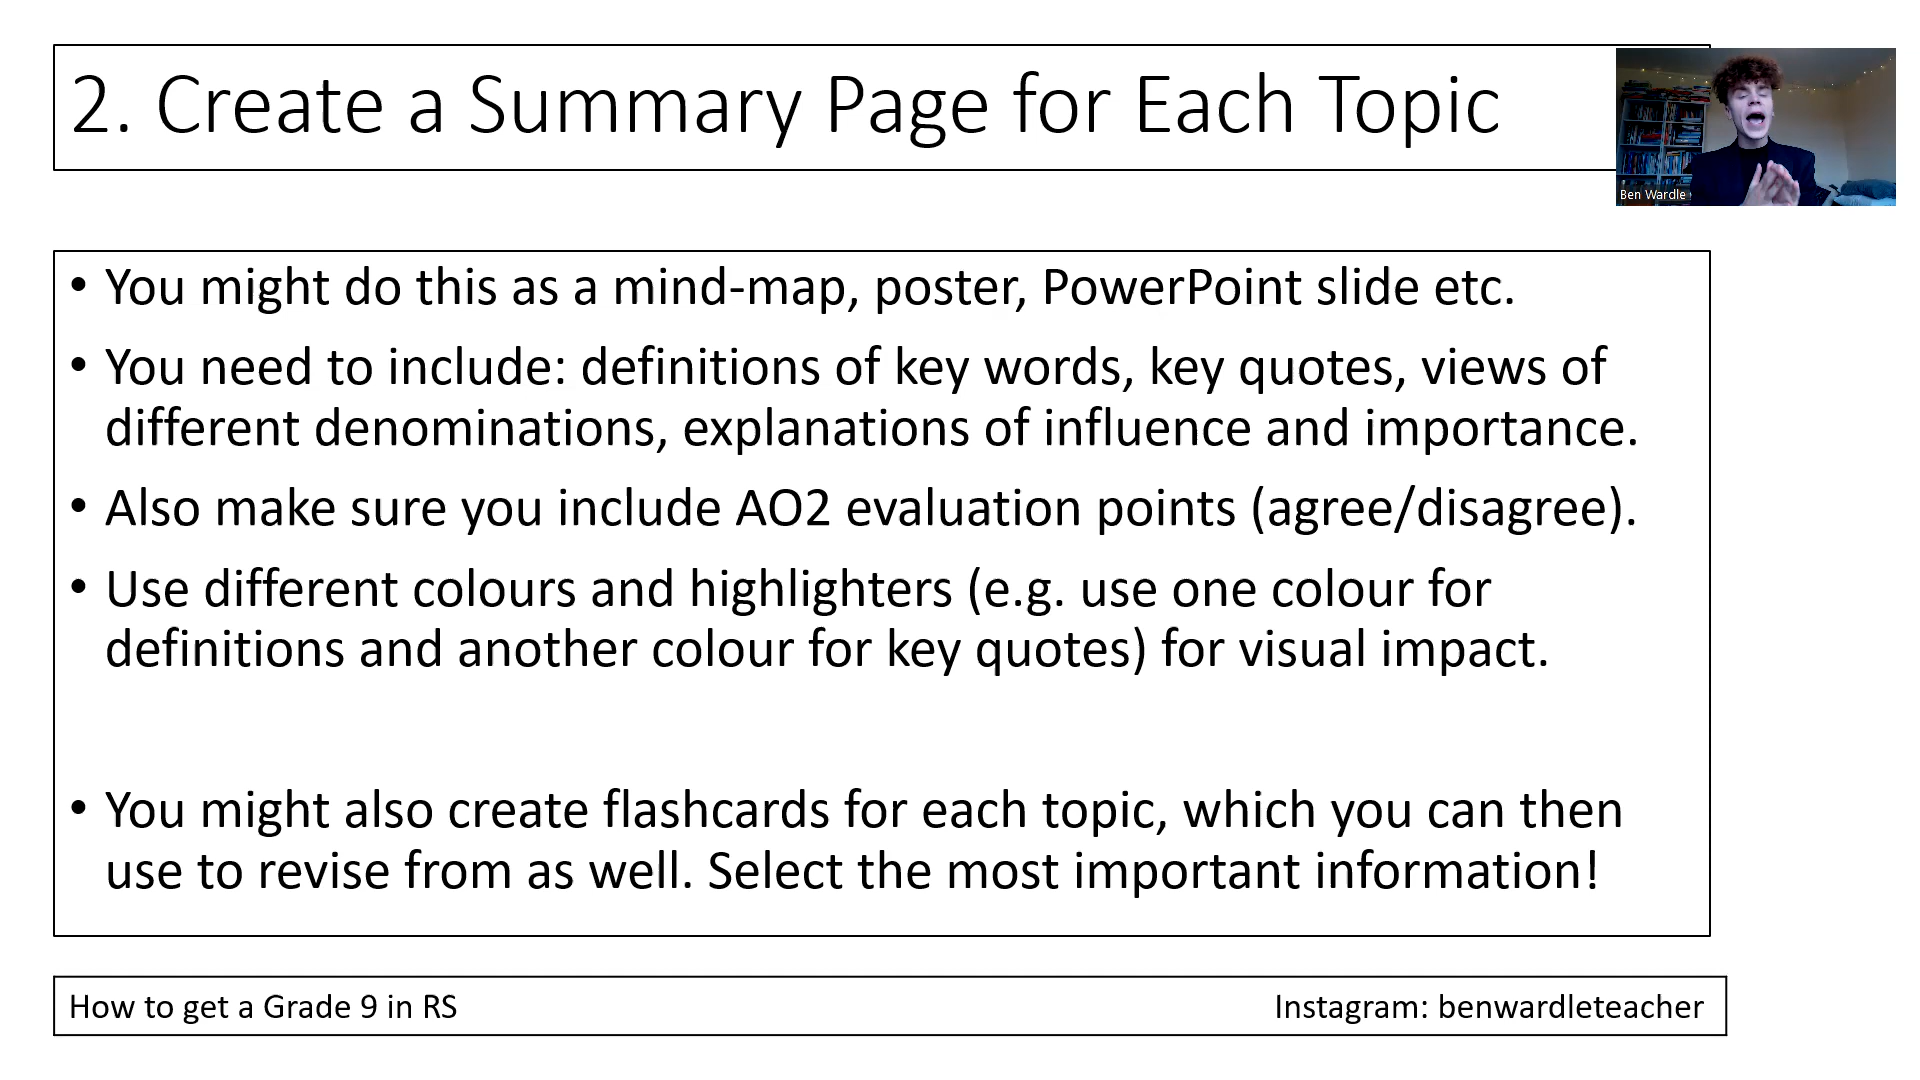 2. Create a Summary Page for Each Topic
Ben Wardle
• You might do this as a mind-map, poster, PowerPoint slide etc.
• You need to include: definitions of key words, key quotes, views of
different denominations, explanations of influence and importance.
• Also make sure you include AO2 evaluation points (agree/disagree).
• Use different colours and highlighters (e.g. use one colour for
definitions and another colour for key quotes) for visual impact.
• You might also create flashcards for each topic, which you can then
use to revise from as well. Select the most important information!
How to get a Grade 9 in RS
Instagram: benwardleteacher